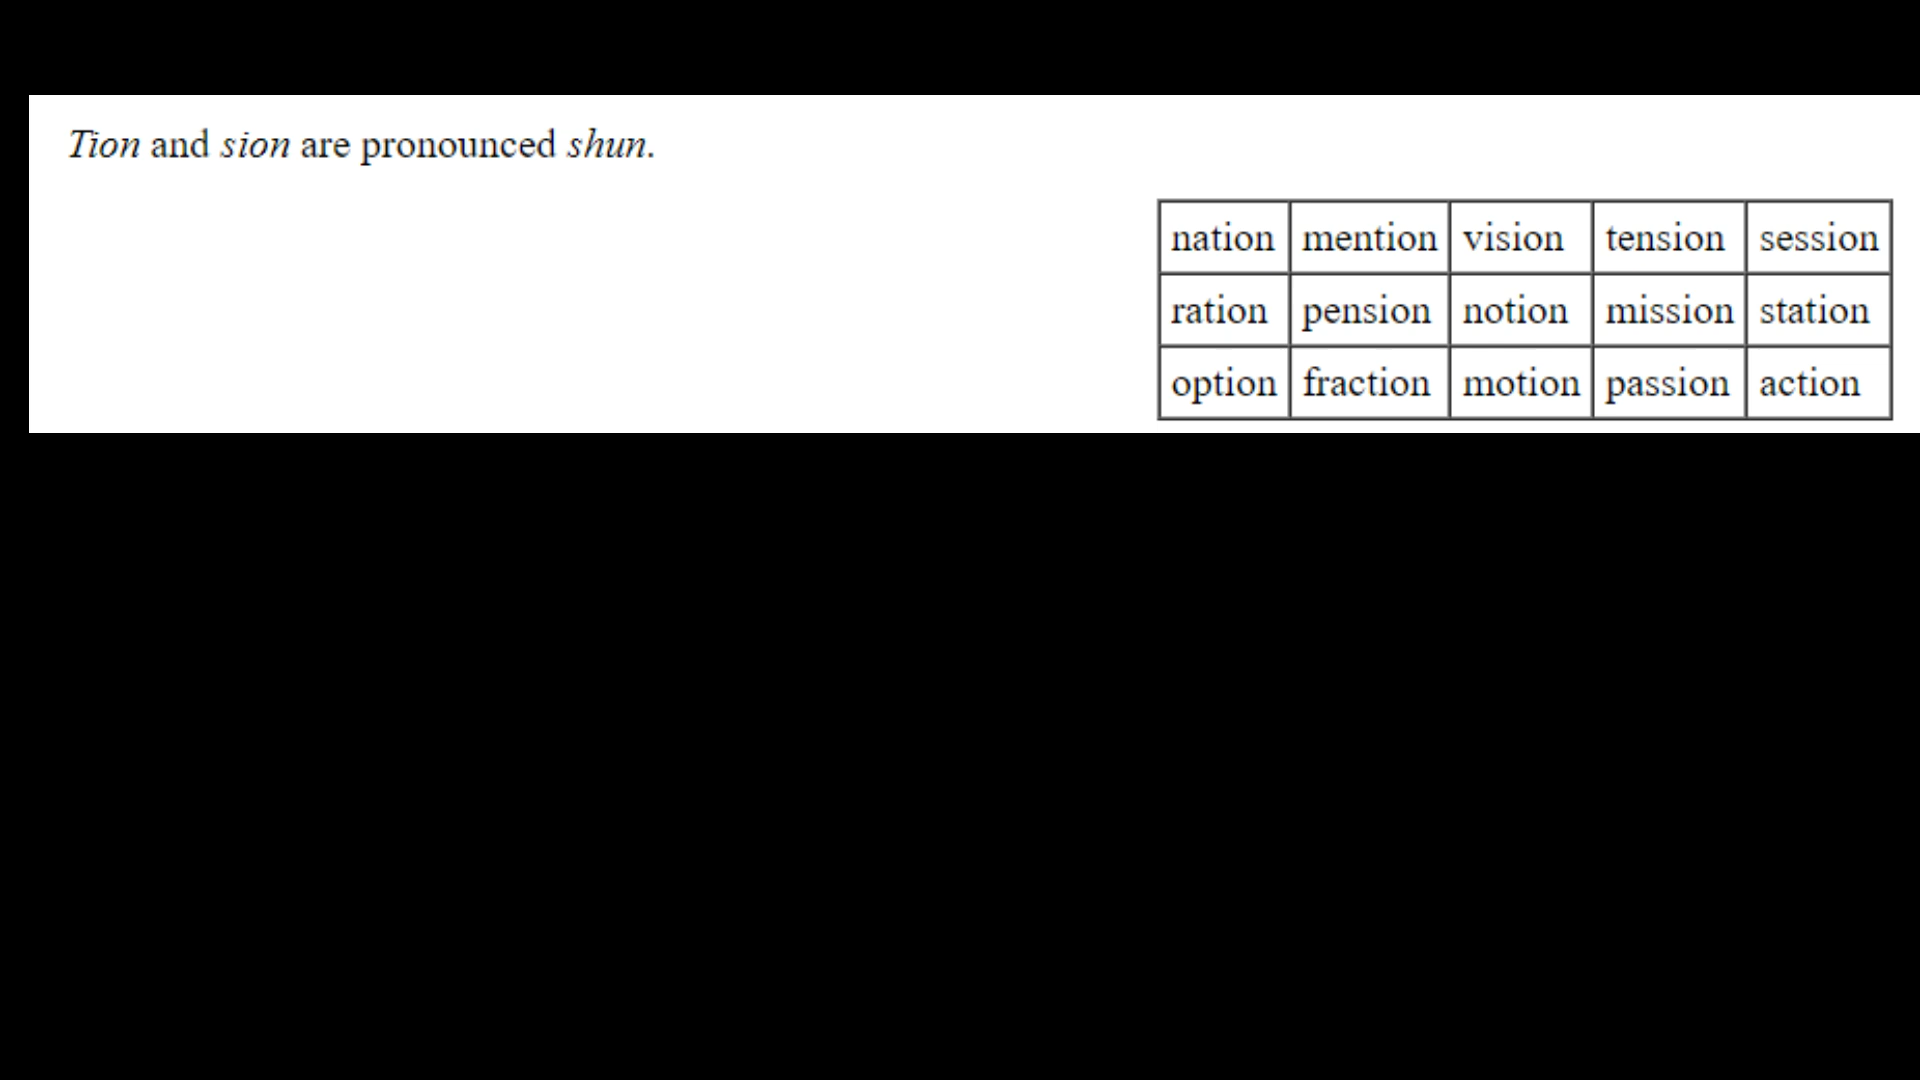 Tion and sion are pronounced shun.
nation mention vision tension session
ration pension notion mission station
option fraction motion passion action